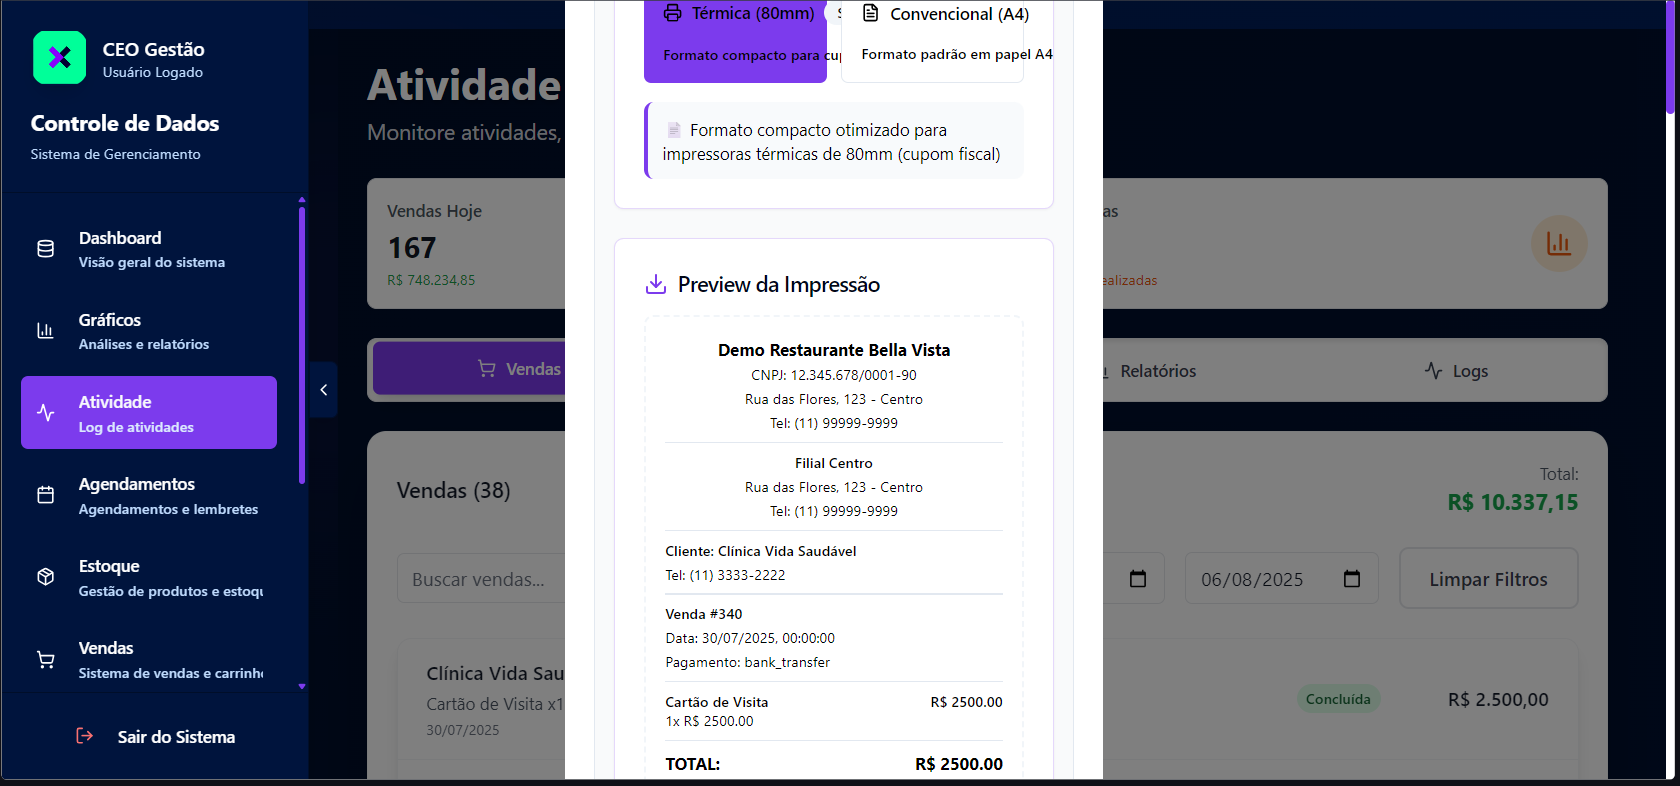 CEO Gestão
Usuário Logado
Controle de Dados
Sistema de Gerenciamento
Dashboard
Visão geral do sistema
Gráficos
Análises e relatórios
Atividade
Log de atividades
Agendamentos
Agendamentos e lembretes
Estoque
Gestão de produtos e estoqu
Vendas
Sistema de vendas e carrinh
Sair do Sistema
Atividade
Monitore atividades,
Vendas Hoje
167
R$ 748.234,85
as
ealizadas
Vendas
Relatórios
Logs
Vendas (38)
Total:
R$ 10.337,15
Buscar vendas...
06/08/2025
Limpar Filtros
Clínica Vida Sau
Cartão de Visita x1
30/07/2025
Concluída
R$ 2.500,00
Térmica (80mm)
Formato compacto para cu
Convencional (A4)
Formato padrão em papel A4
Formato compacto otimizado para
impressoras térmicas de 80mm (cupom fiscal)
Preview da Impressão
Demo Restaurante Bella Vista
CNPJ: 12.345.678/0001-90
Rua das Flores, 123 - Centro
Tel: (11) 99999-9999
Filial Centro
Rua das Flores, 123 - Centro
Tel: (11) 99999-9999
Cliente: Clínica Vida Saudável
Tel: (11) 3333-2222
Venda #340
Data: 30/07/2025, 00:00:00
Pagamento: bank_transfer
Cartão de Visita R$ 2500.00
1x R$ 2500.00
TOTAL: R$ 2500.00